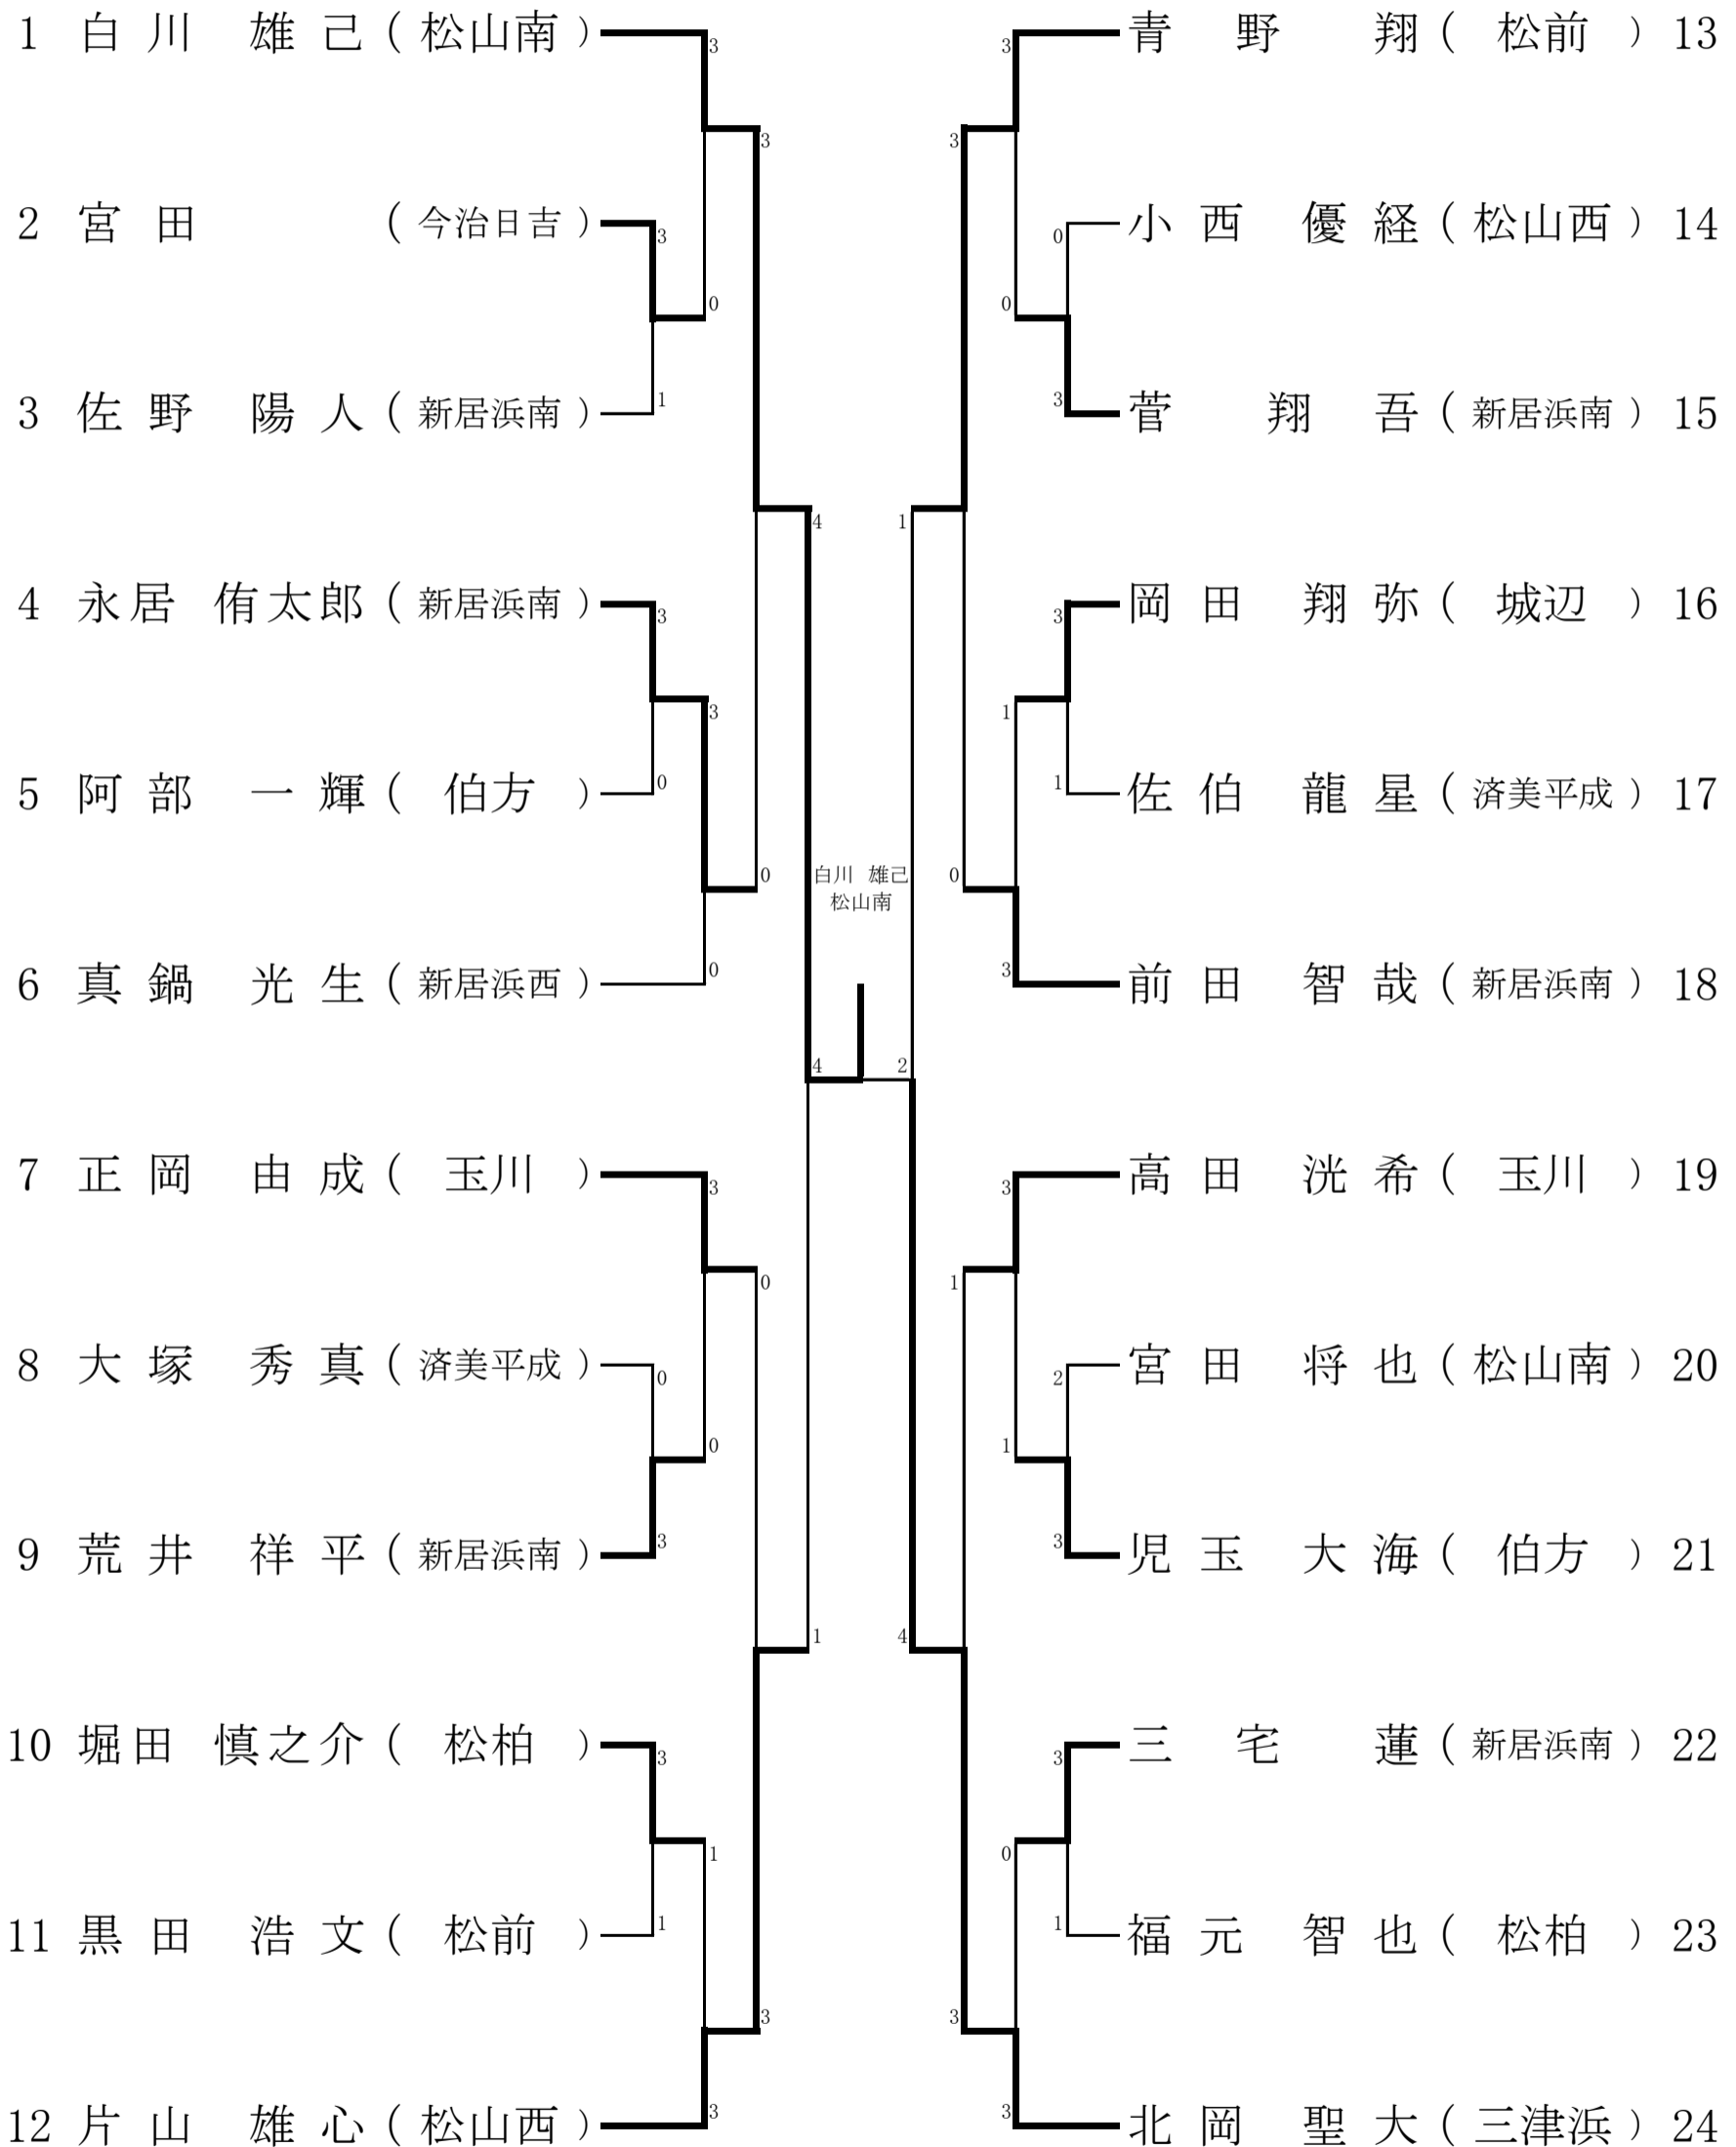 1 白川 雄己 (松山南)
3
3
2 宮田 (今治日吉)
3
0
3 佐野 陽人 (新居浜南)
1
4
4 永居 侑太郎 (新居浜南)
3
3
5 阿部 一輝 (伯方)
0
0
6 真鍋 光生 (新居浜西)
0
4
7 正岡 由成 (玉川)
3
0
8 大塚 秀真 (済美平成)
0
0
9 荒井 祥平 (新居浜南)
3
1
10 堀田 慎之介 (松柏)
3
1
11 黒田 浩文 (松前)
1
3
12 片山 雄心 (松山西)
3
白川 雄己
松山南
青野 翔 (松前) 13
3
3
小西 優経 (松山西) 14
0
0
菅 翔吾 (新居浜南) 15
3
1
岡田 翔弥 (城辺) 16
3
1
佐伯 龍星 (済美平成) 17
1
0
前田 智哉 (新居浜南) 18
3
2
高田 洸希 (玉川) 19
3
1
宮田 将也 (松山南) 20
2
1
児玉 大海 (伯方) 21
3
4
三宅 蓮 (新居浜南) 22
3
0
福元 智也 (松柏) 23
1
3
北岡 聖大 (三津浜) 24
3